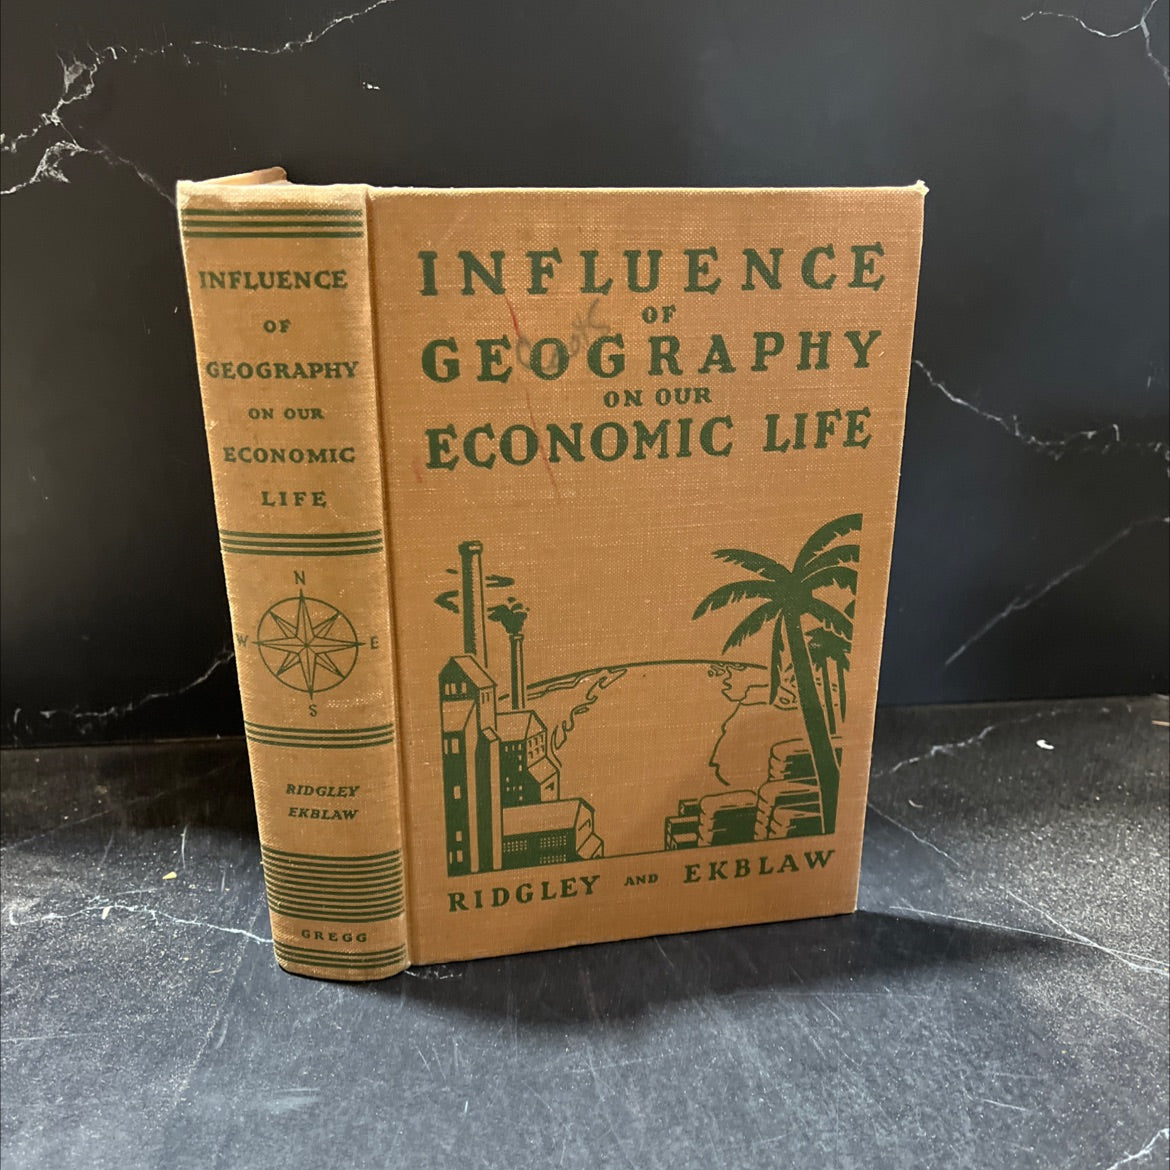 INFLUENCE
OF
GEOGRAPHY
ON OUR
ECONOMIC
LIFE
N
W E
S
RIDGLEY
EKBLAW
GREGG
INFLUENCE
OF
GEOGRAPHY
ON OUR
ECONOMIC LIFE
RIDGLEY AND EKBLAW